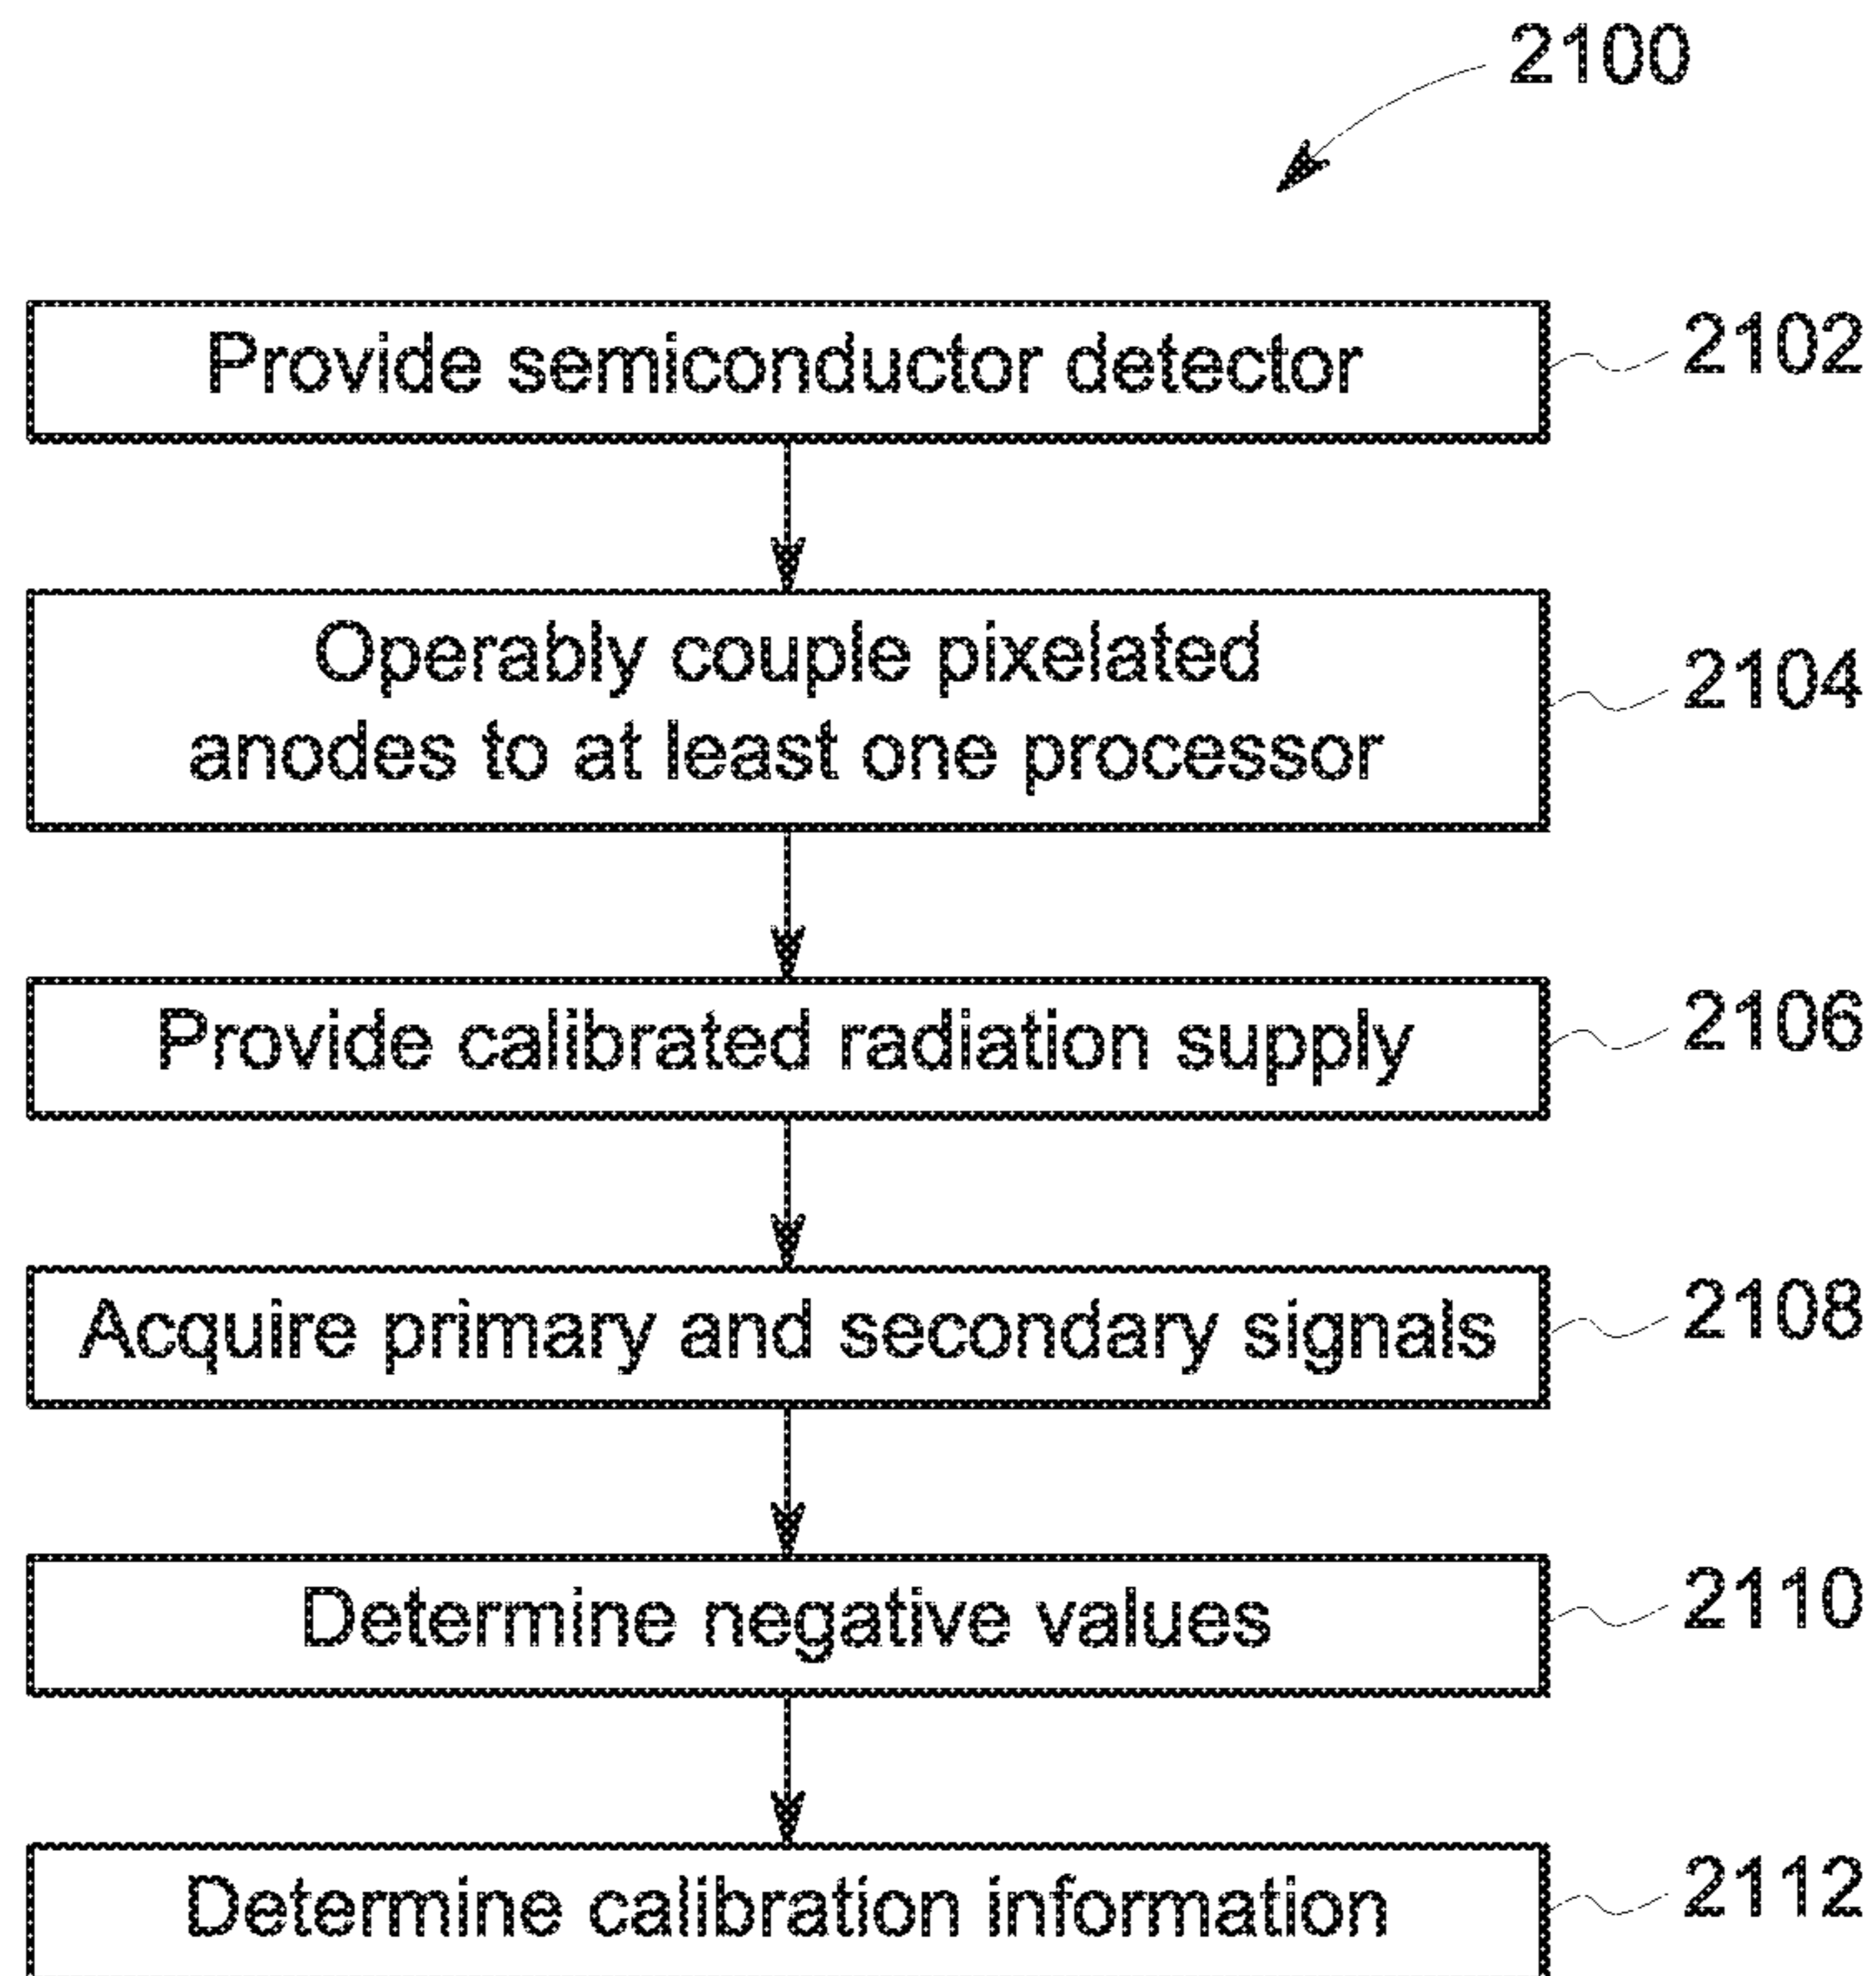 2100
Provide semiconductor detector
2102
Operably couple pixelated
anodes to at least one processor
2104
Provide calibrated radiation supply
2106
Acquire primary and secondary signals
2108
Determine negative values
2110
Determine calibration information
2112